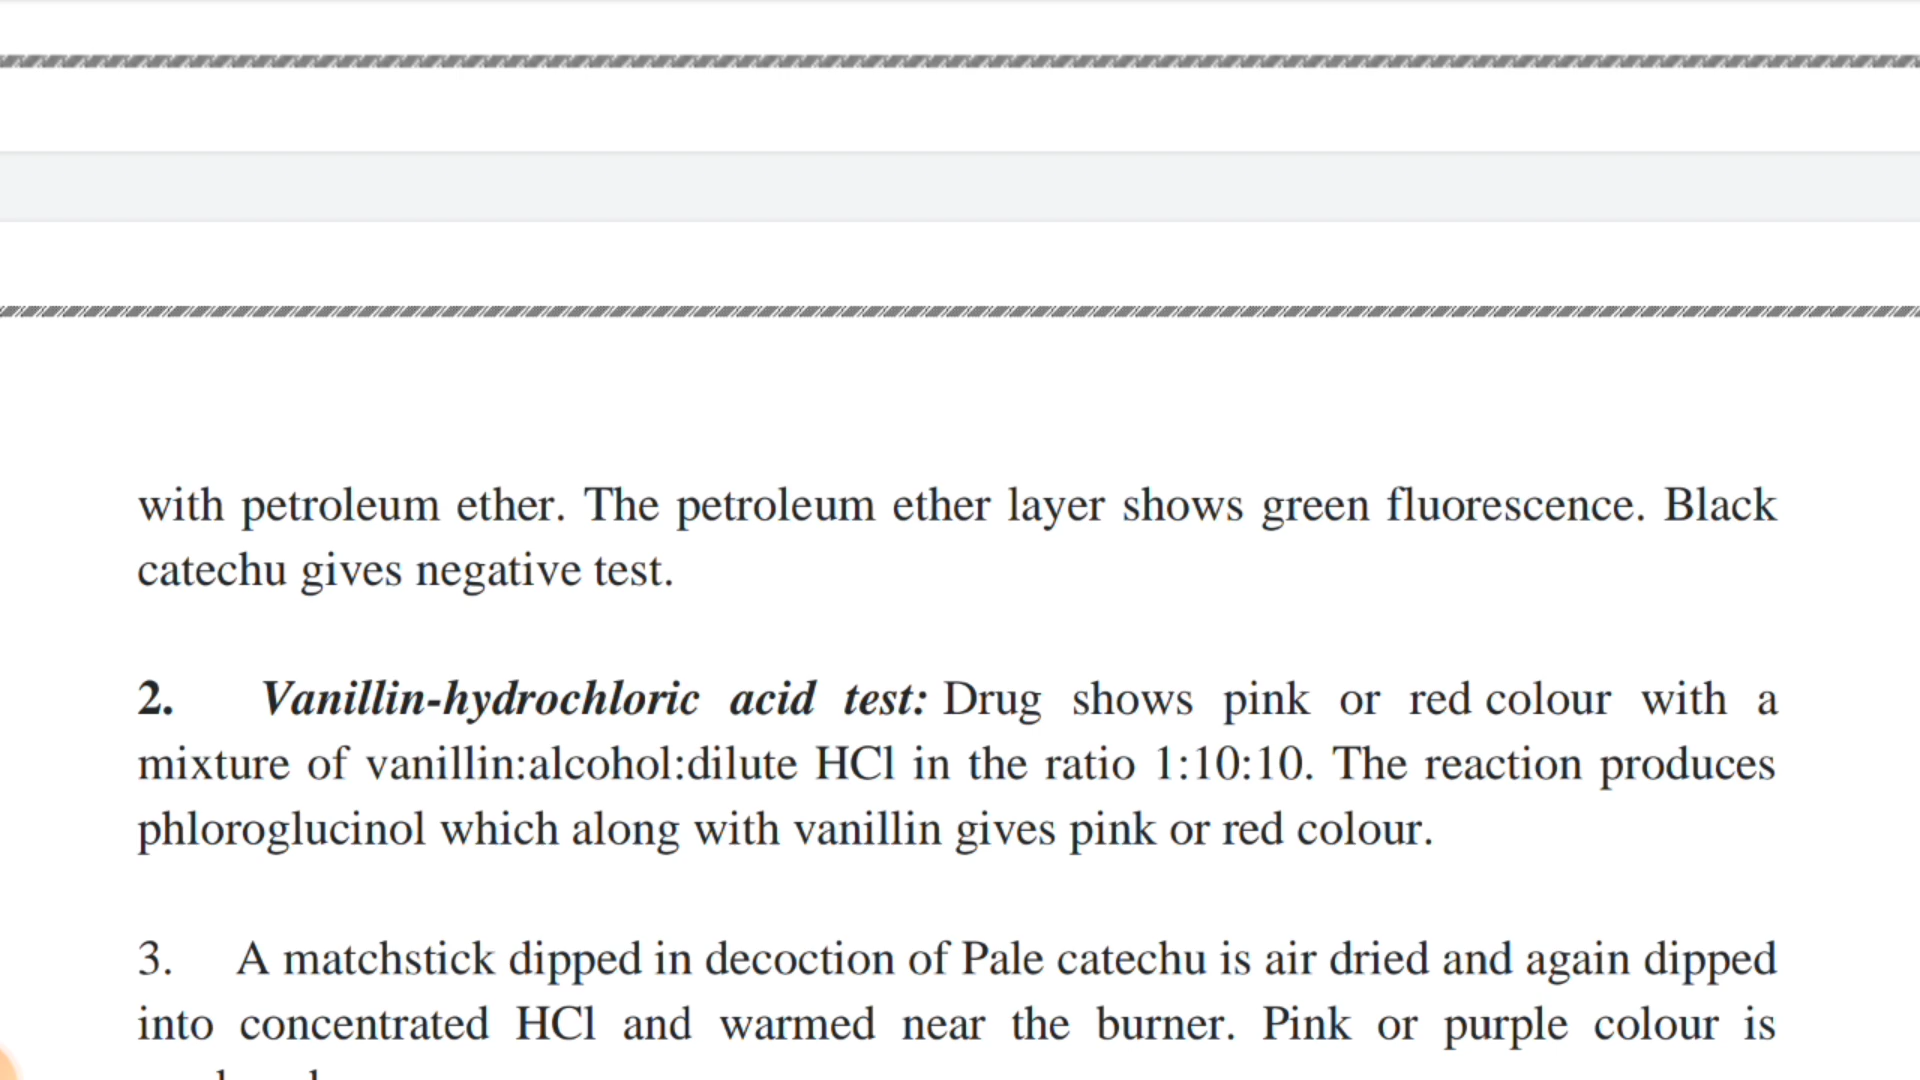 with petroleum ether. The petroleum ether layer shows green fluorescence. Black
catechu gives negative test.
2. Vanillin-hydrochloric acid test: Drug shows pink or red colour with a
mixture of vanillin:alcohol:dilute HCl in the ratio 1:10:10. The reaction produces
phloroglucinol which along with vanillin gives pink or red colour.
3. A matchstick dipped in decoction of Pale catechu is air dried and again dipped
into concentrated HCl and warmed near the burner. Pink or purple colour is